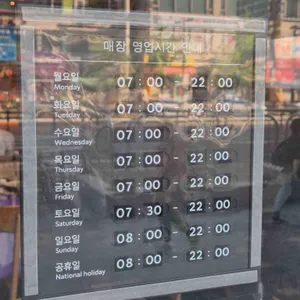 매장 영업시간 안내
월요일 07 : 00 - 22 : 00
Monday
화요일 07 : 00 - 22 : 00
Tuesday
수요일 07 : 00 - 22 : 00
Wednesday
목요일 07 : 00 - 22 : 00
Thursday
금요일 07 : 00 - 22 : 00
Friday
토요일 07 : 30 - 22 : 00
Saturday
일요일 08 : 00 - 22 : 00
Sunday
공휴일 08 : 00 - 22 : 00
National holiday